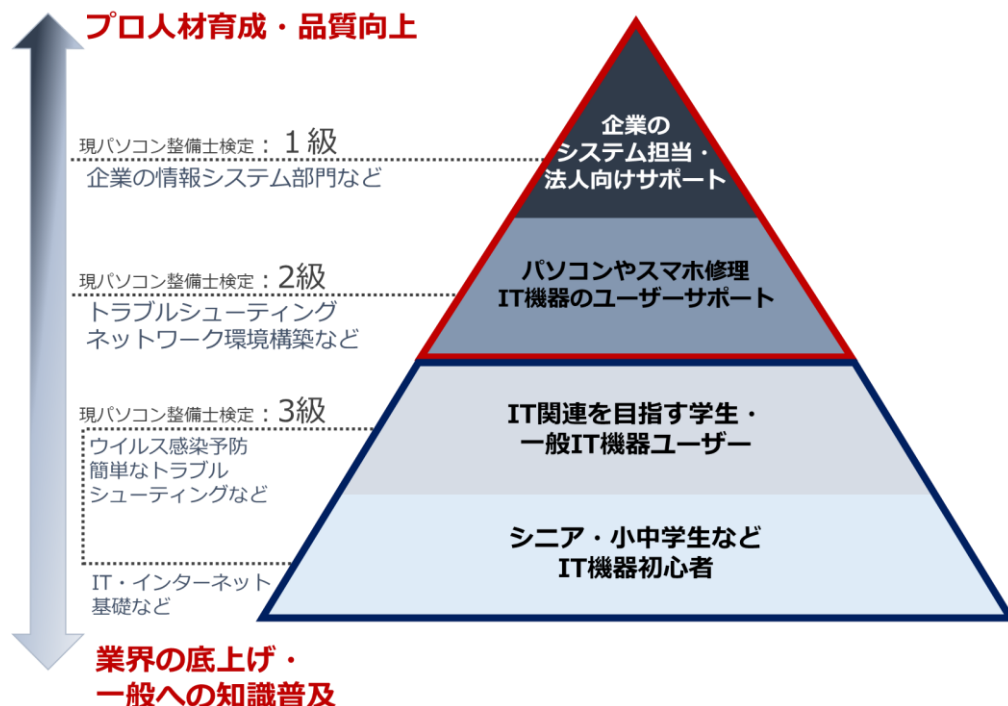 プロ人材育成・品質向上
企業の
システム担当・
法人向けサポート
現パソコン整備士検定：１級
企業の情報システム部門など
パソコンやスマホ修理
IT機器のユーザーサポート
現パソコン整備士検定：2級
トラブルシューティング
ネットワーク環境構築など
IT関連を目指す学生・
一般IT機器ユーザー
現パソコン整備士検定：3級
ウイルス感染予防
簡単なトラブル
シューティングなど
シニア・小中学生など
IT機器初心者
IT・インターネット
基礎など
業界の底上げ・
一般への知識普及